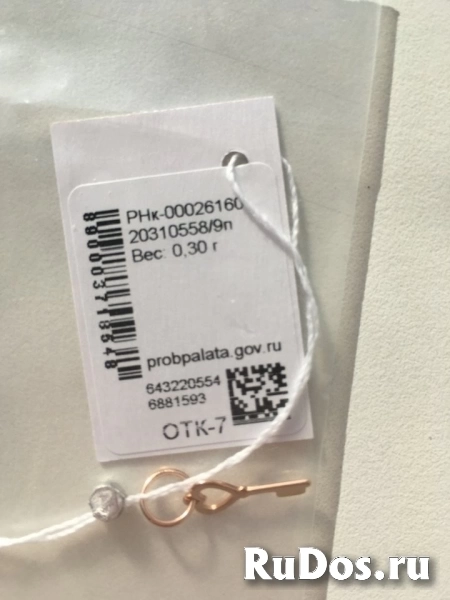 РНк-00026160
20310558/9п
Вес: 0,30 г
probpalata.gov.ru
643220554
6881593
ОТК-7
RuDos.ru